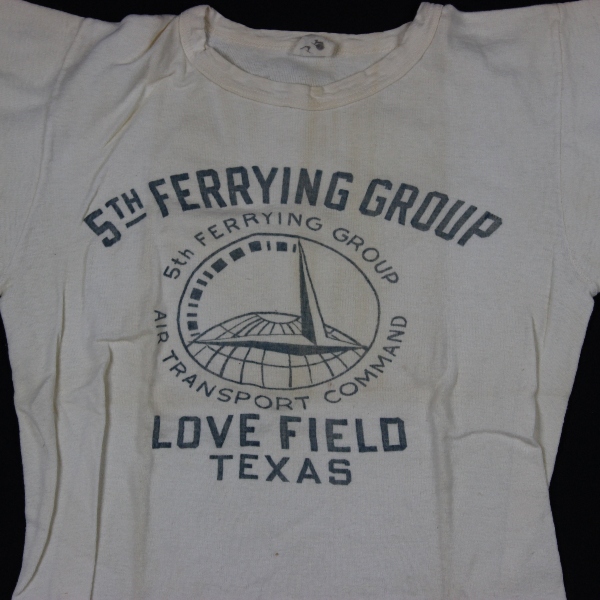 5TH FERRYING GROUP
5th FERRYING GROUP
AIR TRANSPORT COMMAND
LOVE FIELD
TEXAS